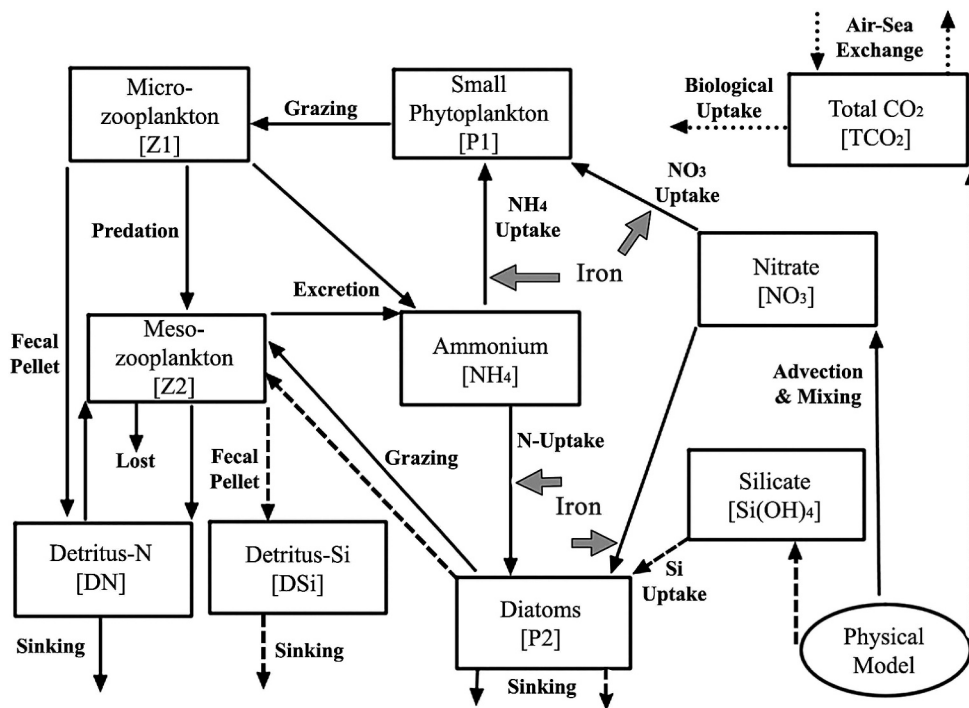 Air-Sea
Exchange
Micro-
zooplankton
[Z1]
Grazing
Small
Phytoplankton
[P1]
Biological
Uptake
Total CO₂
[TCO₂]
NO₃
Uptake
NH₄
Uptake
Predation
Iron
Nitrate
[NO₃]
Excretion
Fecal
Pellet
Meso-
zooplankton
[Z2]
Ammonium
[NH₄]
Advection
& Mixing
Lost
Fecal
Pellet
Grazing
N-Uptake
Iron
Silicate
[Si(OH)₄]
Detritus-N
[DN]
Detritus-Si
[DSi]
Si
Uptake
Diatoms
[P2]
Physical
Model
Sinking
Sinking
Sinking